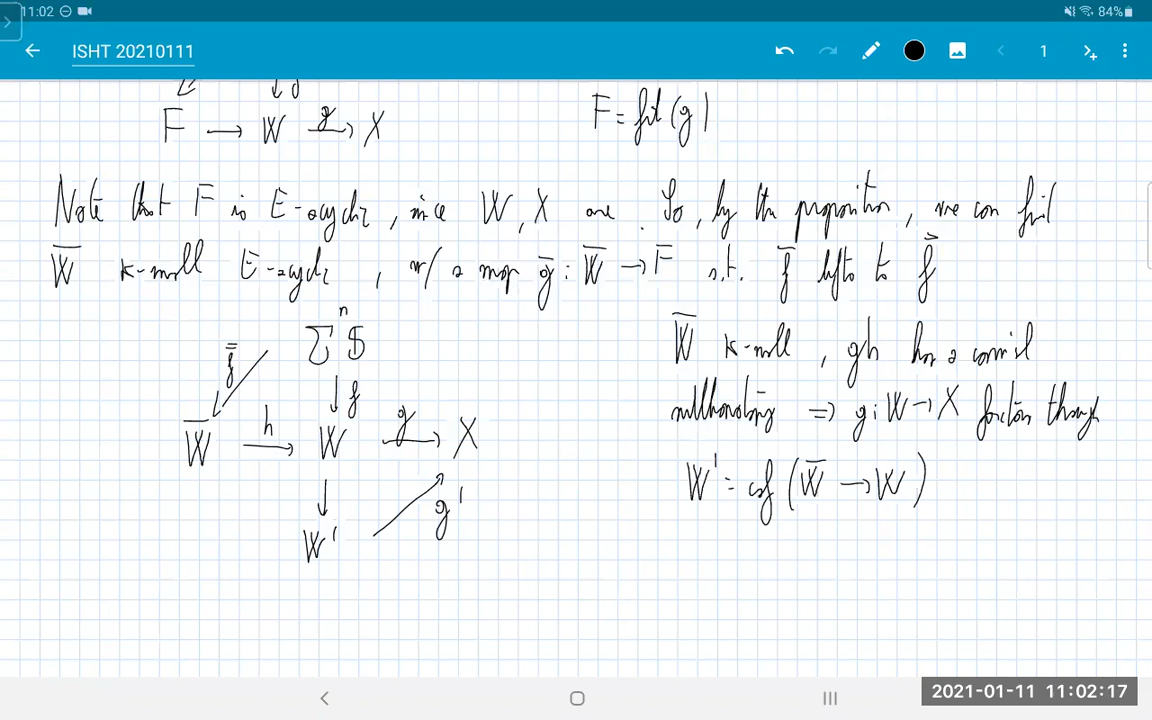 11:02 84%
ISHT 20210111 1
F → W g→ X F = fib(g)
Note that F is E-acyclic, since W, X are. So, by the proposition, we can find
W̄ κ-small E-acyclic, w/ a map ḡ : W̄ → F s.t. f̄ lifts to f̄
Σⁿ 𝕊
f̿ ↓ f
W̄ h→ W g→ X
↓ g'
W'
W̄ κ-small, gh has a canonical
nullhomotopy ⇒ g : W → X factors through
W' = cof (W̄ → W)
2021-01-11 11:02:17